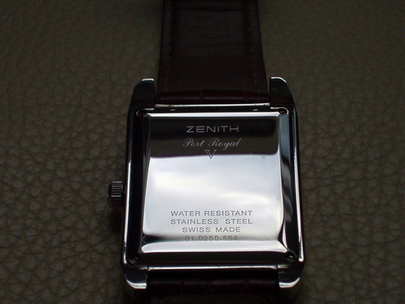 ZENITH
Port Royal
V
WATER RESISTANT
STAINLESS STEEL
SWISS MADE